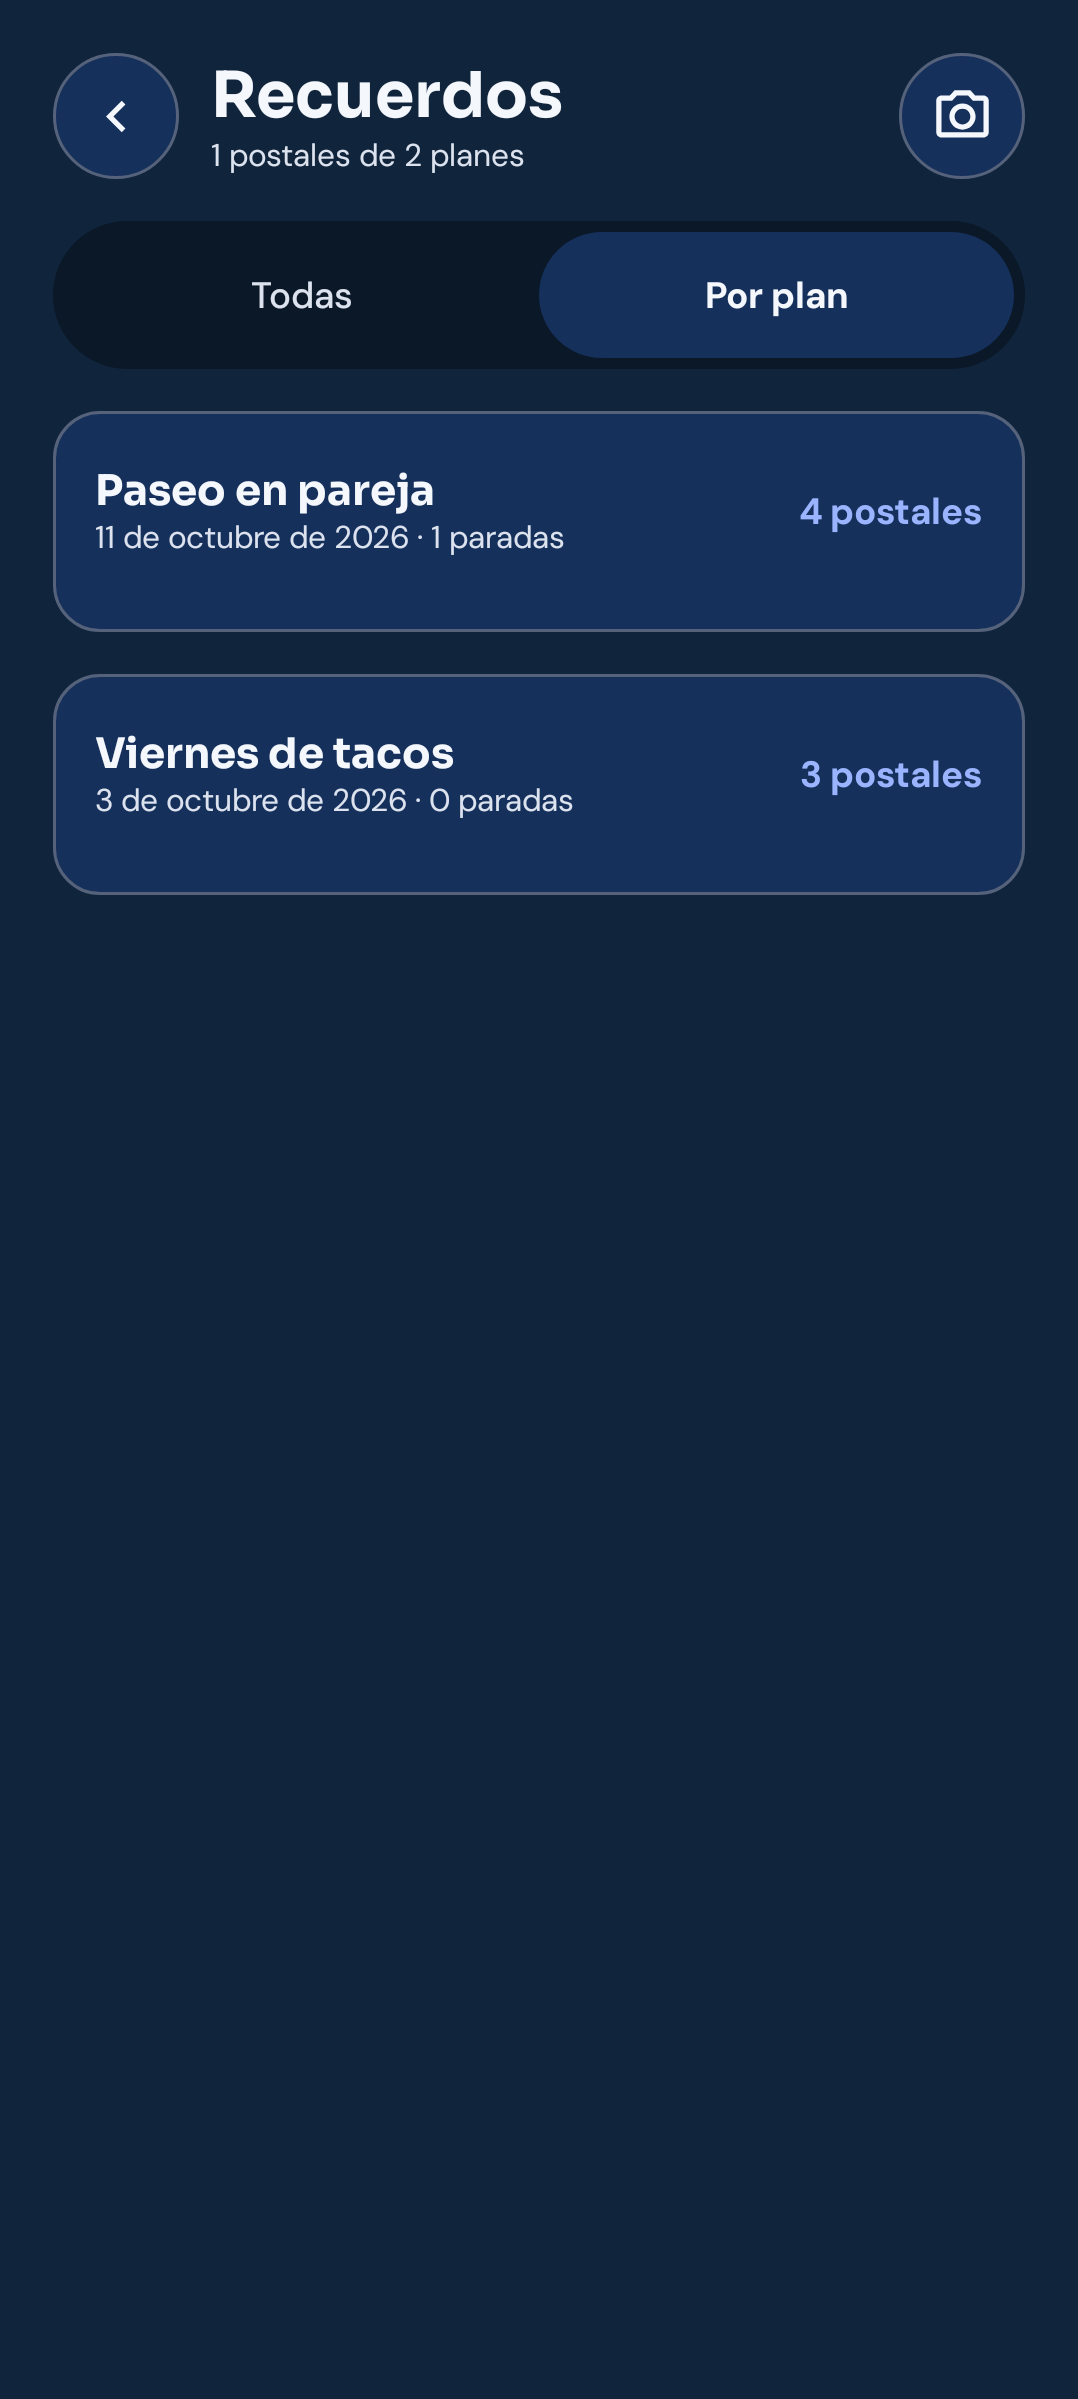 Recuerdos
1 postales de 2 planes
Todas
Por plan
Paseo en pareja
11 de octubre de 2026 · 1 paradas
4 postales
Viernes de tacos
3 de octubre de 2026 · 0 paradas
3 postales